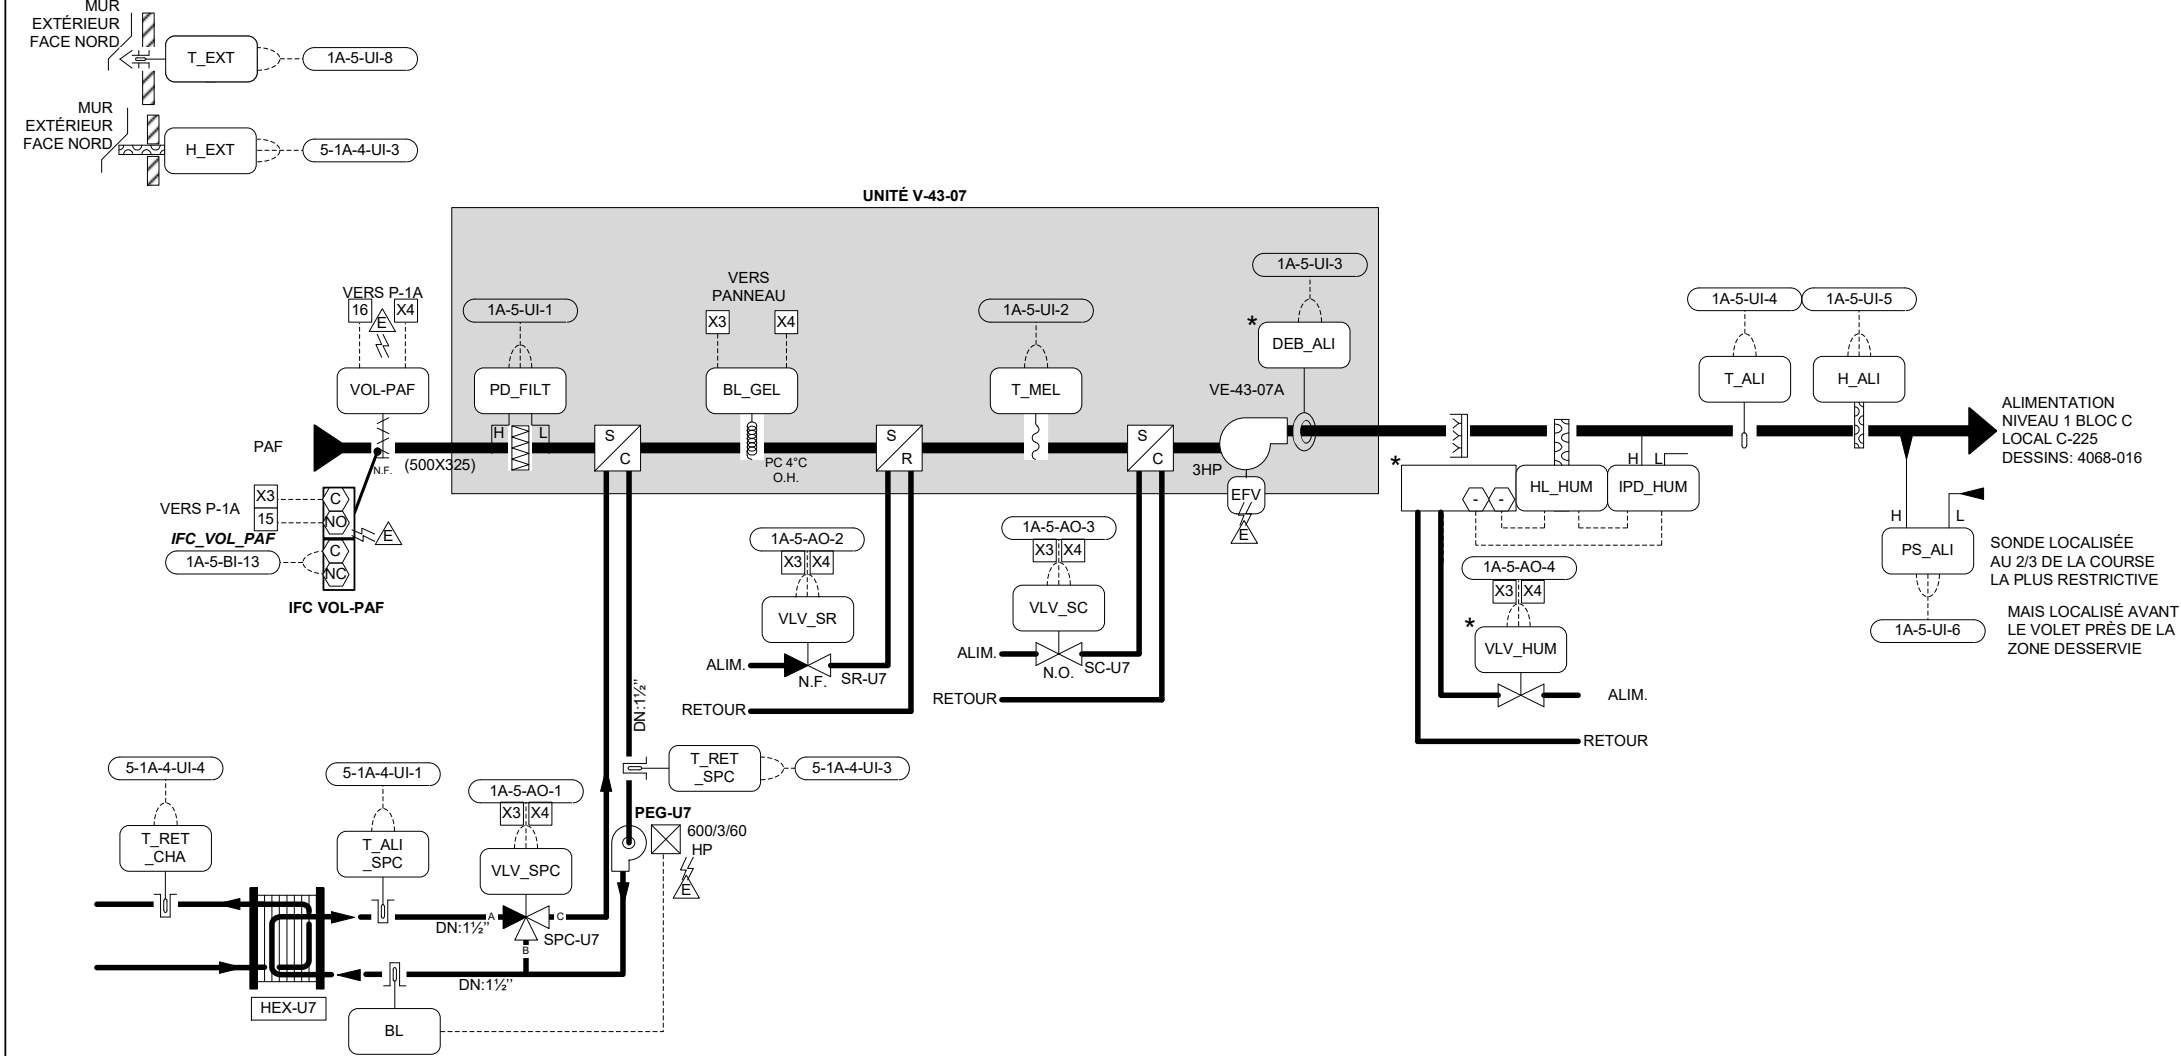 MUR
EXTÉRIEUR
FACE NORD
T_EXT
1A-5-UI-8
MUR
EXTÉRIEUR
FACE NORD
H_EXT
5-1A-4-UI-3
UNITÉ V-43-07
VERS P-1A
16
X4
E
VOL-PAF
PAF
N.F.
(500X325)
VERS P-1A
X3
15
C
NO
E
IFC_VOL_PAF
1A-5-BI-13
C
NC
IFC VOL-PAF
1A-5-UI-1
PD_FILT
H
L
S
C
VERS
PANNEAU
X3
X4
BL_GEL
PC 4°C
O.H.
S
R
1A-5-UI-2
T_MEL
S
C
1A-5-UI-3
*
DEB_ALI
VE-43-07A
3HP
EFV
E
*
-
-
HL_HUM
H
L
IPD_HUM
1A-5-UI-4
T_ALI
1A-5-UI-5
H_ALI
ALIMENTATION
NIVEAU 1 BLOC C
LOCAL C-225
DESSINS: 4068-016
H
L
PS_ALI
1A-5-UI-6
SONDE LOCALISÉE
AU 2/3 DE LA COURSE
LA PLUS RESTRICTIVE
MAIS LOCALISÉ AVANT
LE VOLET PRÈS DE LA
ZONE DESSERVIE
1A-5-AO-2
X3
X4
VLV_SR
ALIM.
N.F.
SR-U7
RETOUR
1A-5-AO-3
X3
X4
VLV_SC
ALIM.
N.O.
SC-U7
RETOUR
1A-5-AO-4
X3
X4
*
VLV_HUM
ALIM.
RETOUR
DN:1½''
T_RET
_SPC
5-1A-4-UI-3
PEG-U7
600/3/60
HP
E
5-1A-4-UI-4
T_RET
_CHA
5-1A-4-UI-1
T_ALI
_SPC
1A-5-AO-1
X3
X4
VLV_SPC
A
C
B
DN:1½''
SPC-U7
DN:1½''
HEX-U7
BL